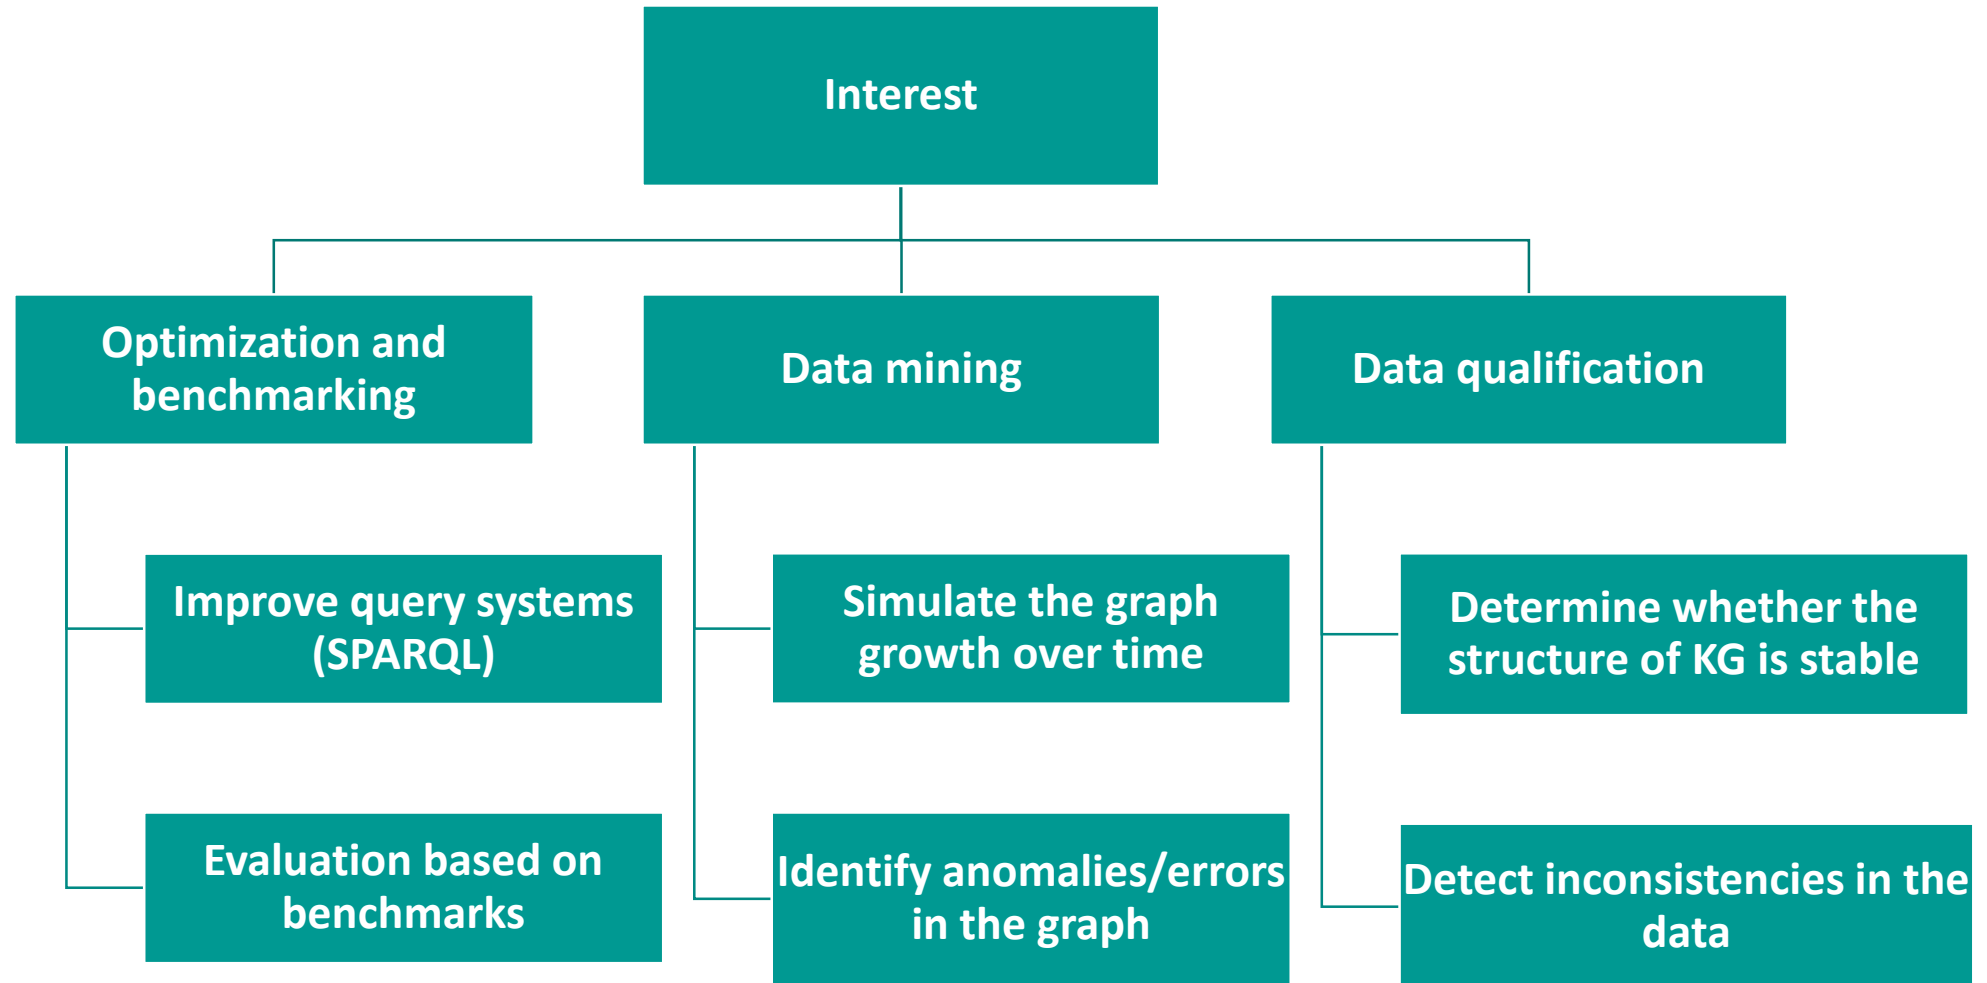 Interest
Optimization and
benchmarking
Data mining
Data qualification
Improve query systems
(SPARQL)
Simulate the graph
growth over time
Determine whether the
structure of KG is stable
Evaluation based on
benchmarks
Identify anomalies/errors
in the graph
Detect inconsistencies in the
data